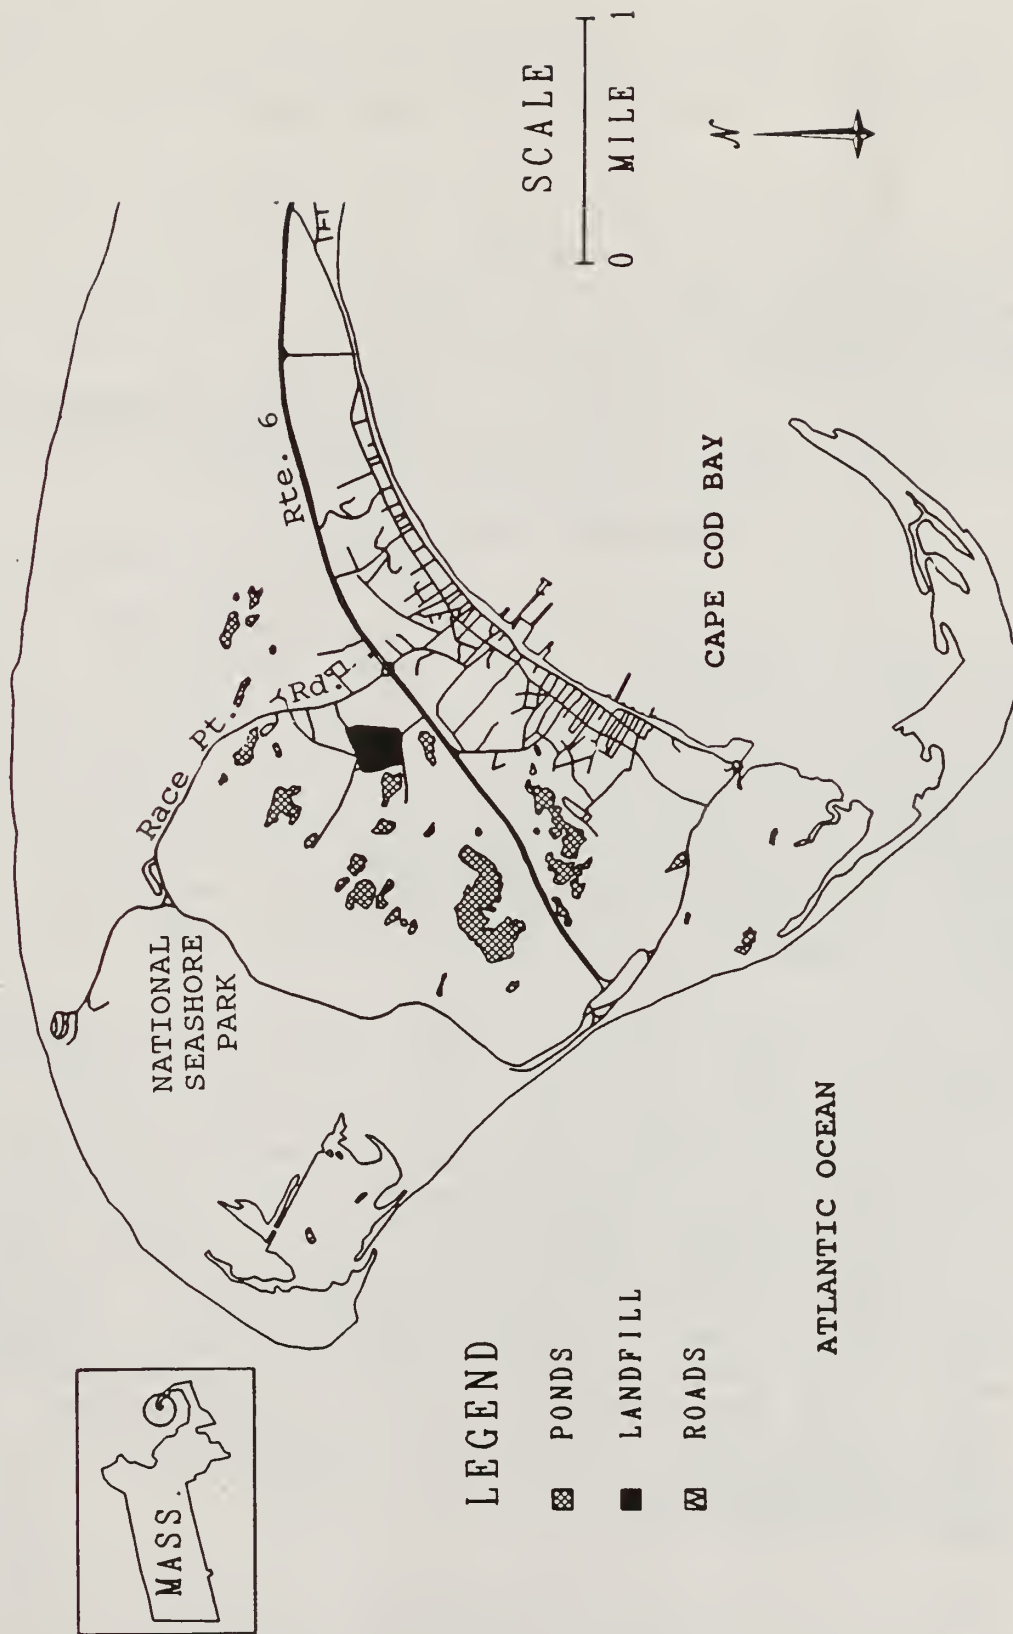 MASS.
NATIONAL
SEASHORE
PARK
Race Pt. Rd.
Rte. 6
CAPE COD BAY
ATLANTIC OCEAN
LEGEND
PONDS
LANDFILL
ROADS
SCALE
0 MILE 1
N